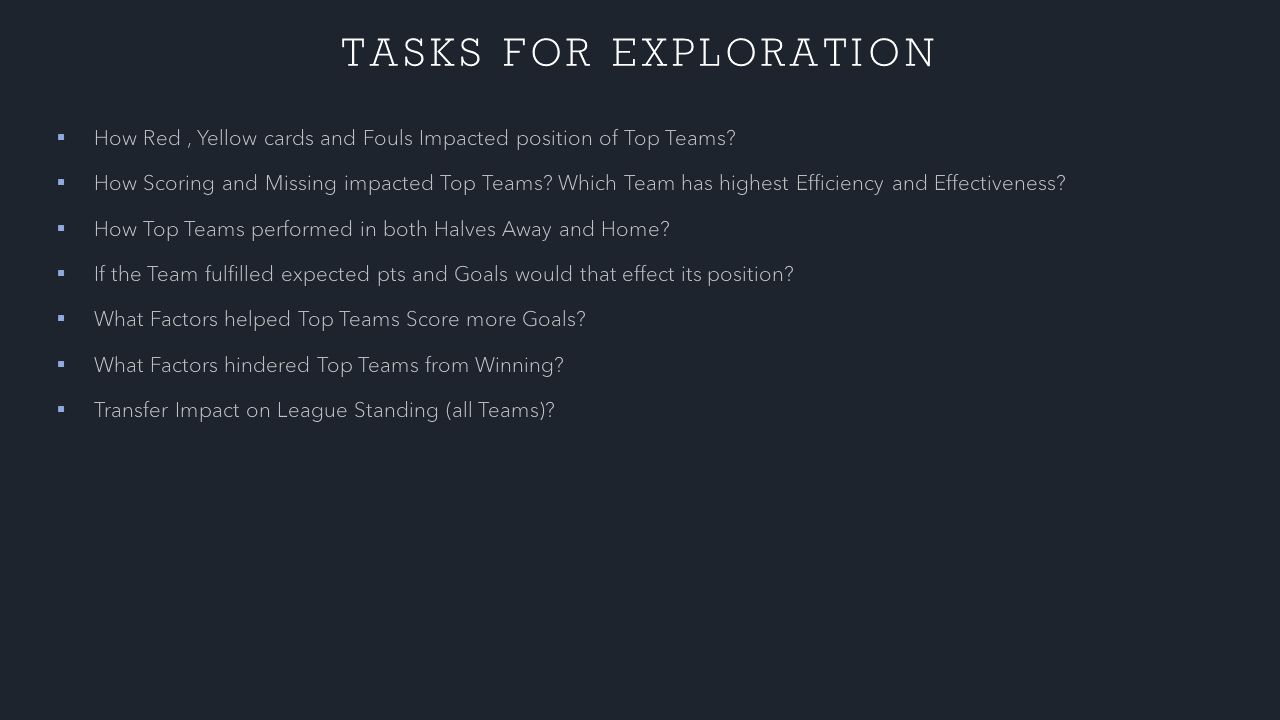 TASKS FOR EXPLORATION
▪ How Red , Yellow cards and Fouls Impacted position of Top Teams?
▪ How Scoring and Missing impacted Top Teams? Which Team has highest Efficiency and Effectiveness?
▪ How Top Teams performed in both Halves Away and Home?
▪ If the Team fulfilled expected pts and Goals would that effect its position?
▪ What Factors helped Top Teams Score more Goals?
▪ What Factors hindered Top Teams from Winning?
▪ Transfer Impact on League Standing (all Teams)?